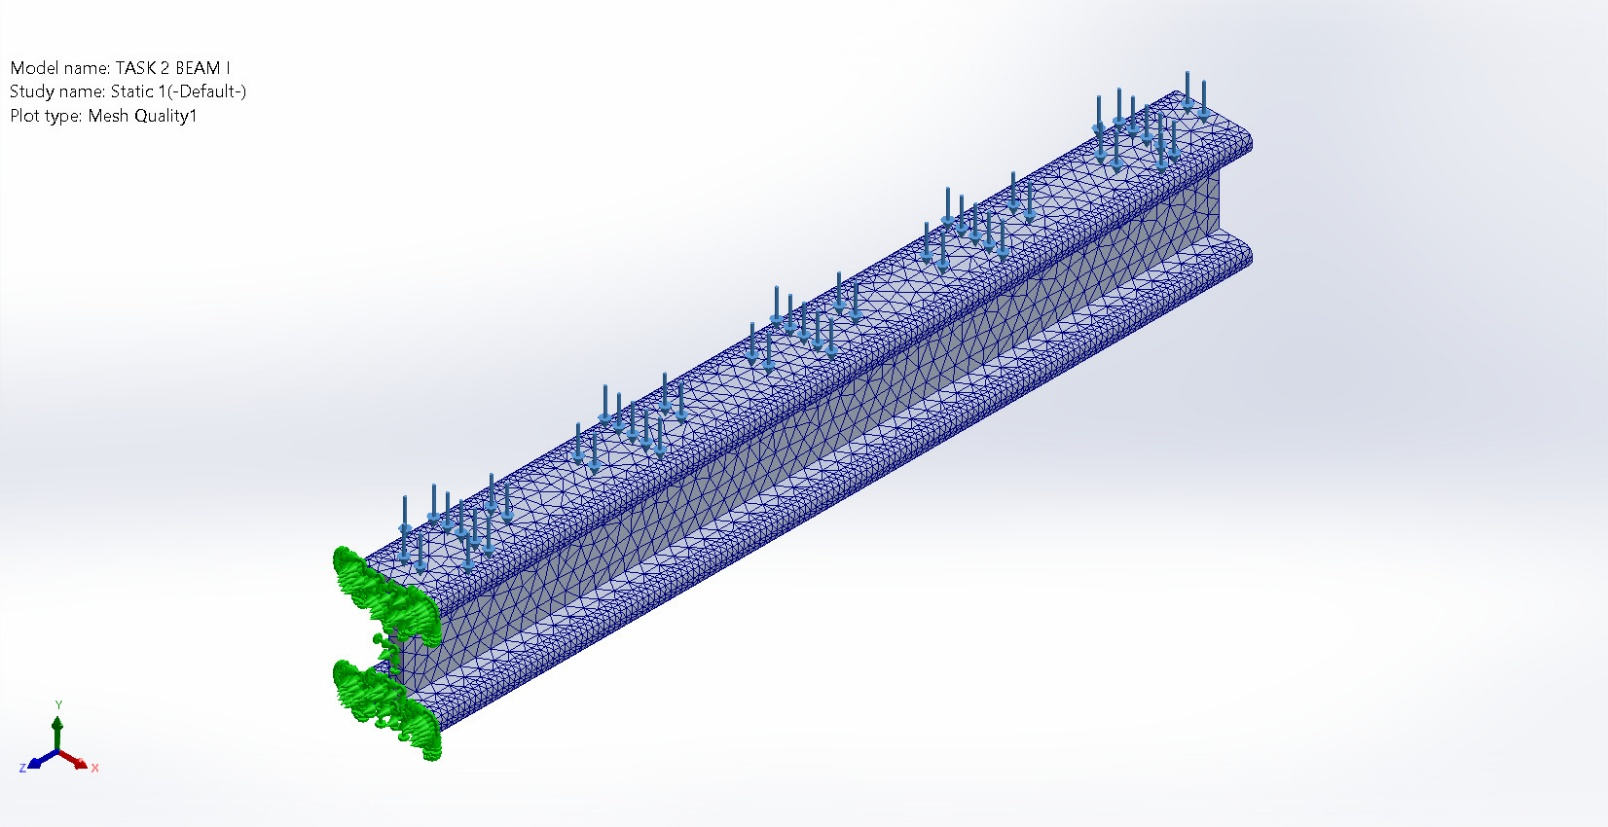 Model name: TASK 2 BEAM I
Study name: Static 1(-Default-)
Plot type: Mesh Quality1
Y
Z
X